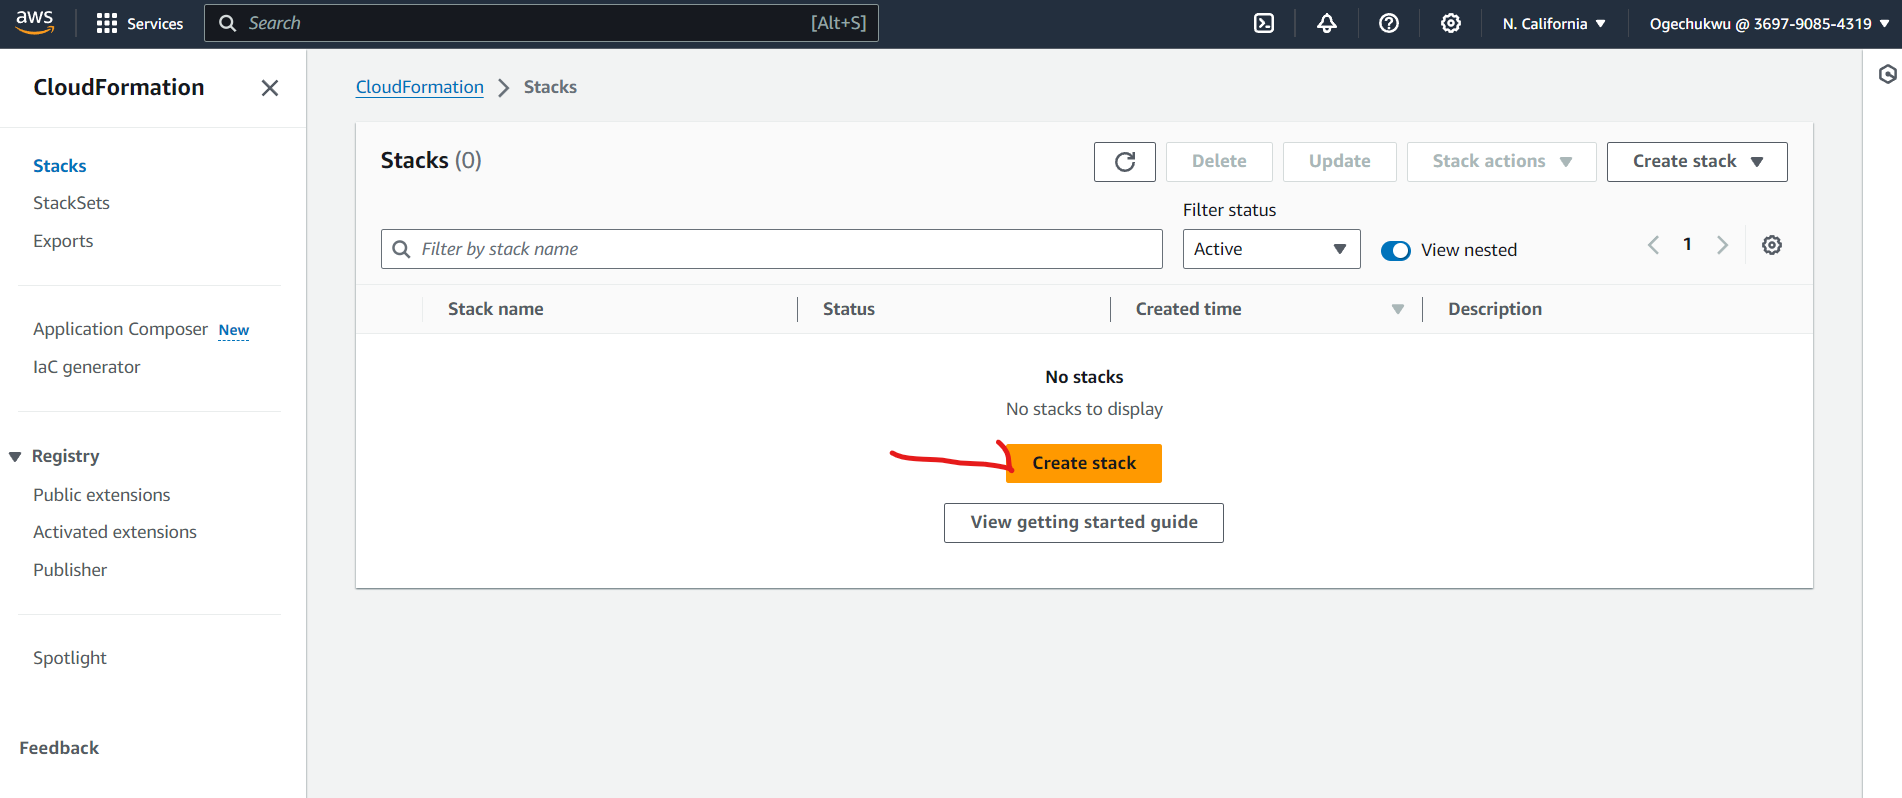 aws Services Search [Alt+S] N. California Ogechukwu @ 3697-9085-4319
CloudFormation
Stacks
StackSets
Exports
Application Composer New
IaC generator
Registry
Public extensions
Activated extensions
Publisher
Spotlight
Feedback
CloudFormation Stacks
Stacks (0) Delete Update Stack actions Create stack
Filter status
Filter by stack name Active View nested 1
Stack name Status Created time Description
No stacks
No stacks to display
Create stack
View getting started guide